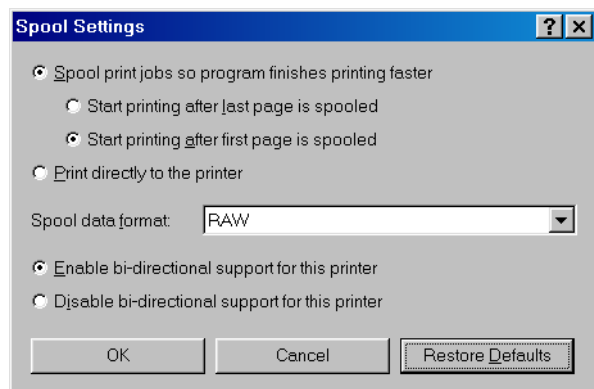 Spool Settings
Spool print jobs so program finishes printing faster
Start printing after last page is spooled
Start printing after first page is spooled
Print directly to the printer
Spool data format: RAW
Enable bi-directional support for this printer
Disable bi-directional support for this printer
OK Cancel Restore Defaults